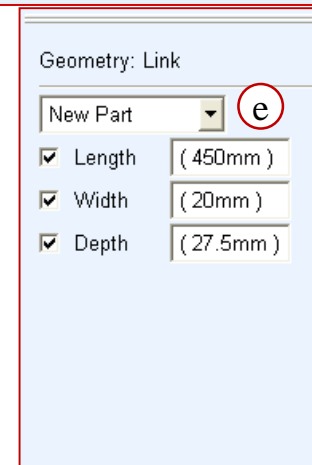 Geometry: Link
New Part e
Length ( 450mm )
Width ( 20mm )
Depth ( 27.5mm )